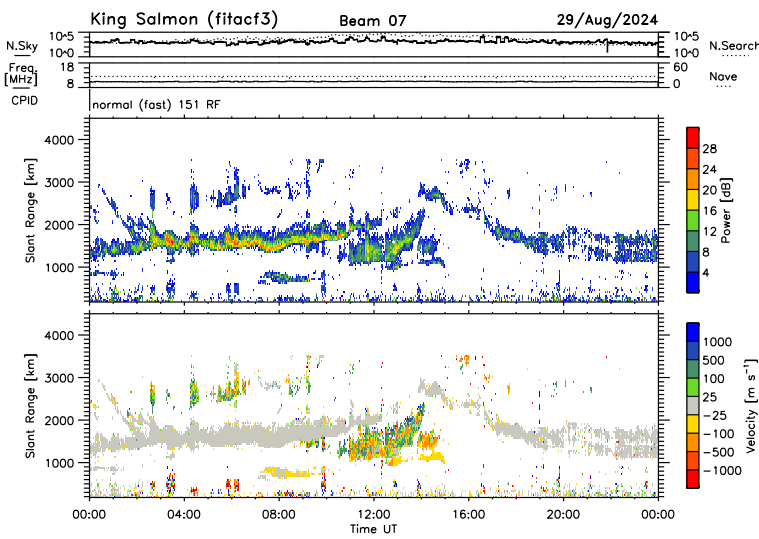 King Salmon (fitacf3) Beam 07 29/Aug/2024
N.Sky 10^5 10^0 10^5 10^0 N.Search
Freq. [MHz] 18 8 60 0 Nave
CPID normal (fast) 151 RF
Slant Range [km] 4000 3000 2000 1000
28 24 20 16 12 8 4 Power [dB]
Slant Range [km] 4000 3000 2000 1000
1000 500 100 25 -25 -100 -500 -1000 Velocity [m s⁻¹]
00:00 04:00 08:00 12:00 16:00 20:00 00:00
Time UT